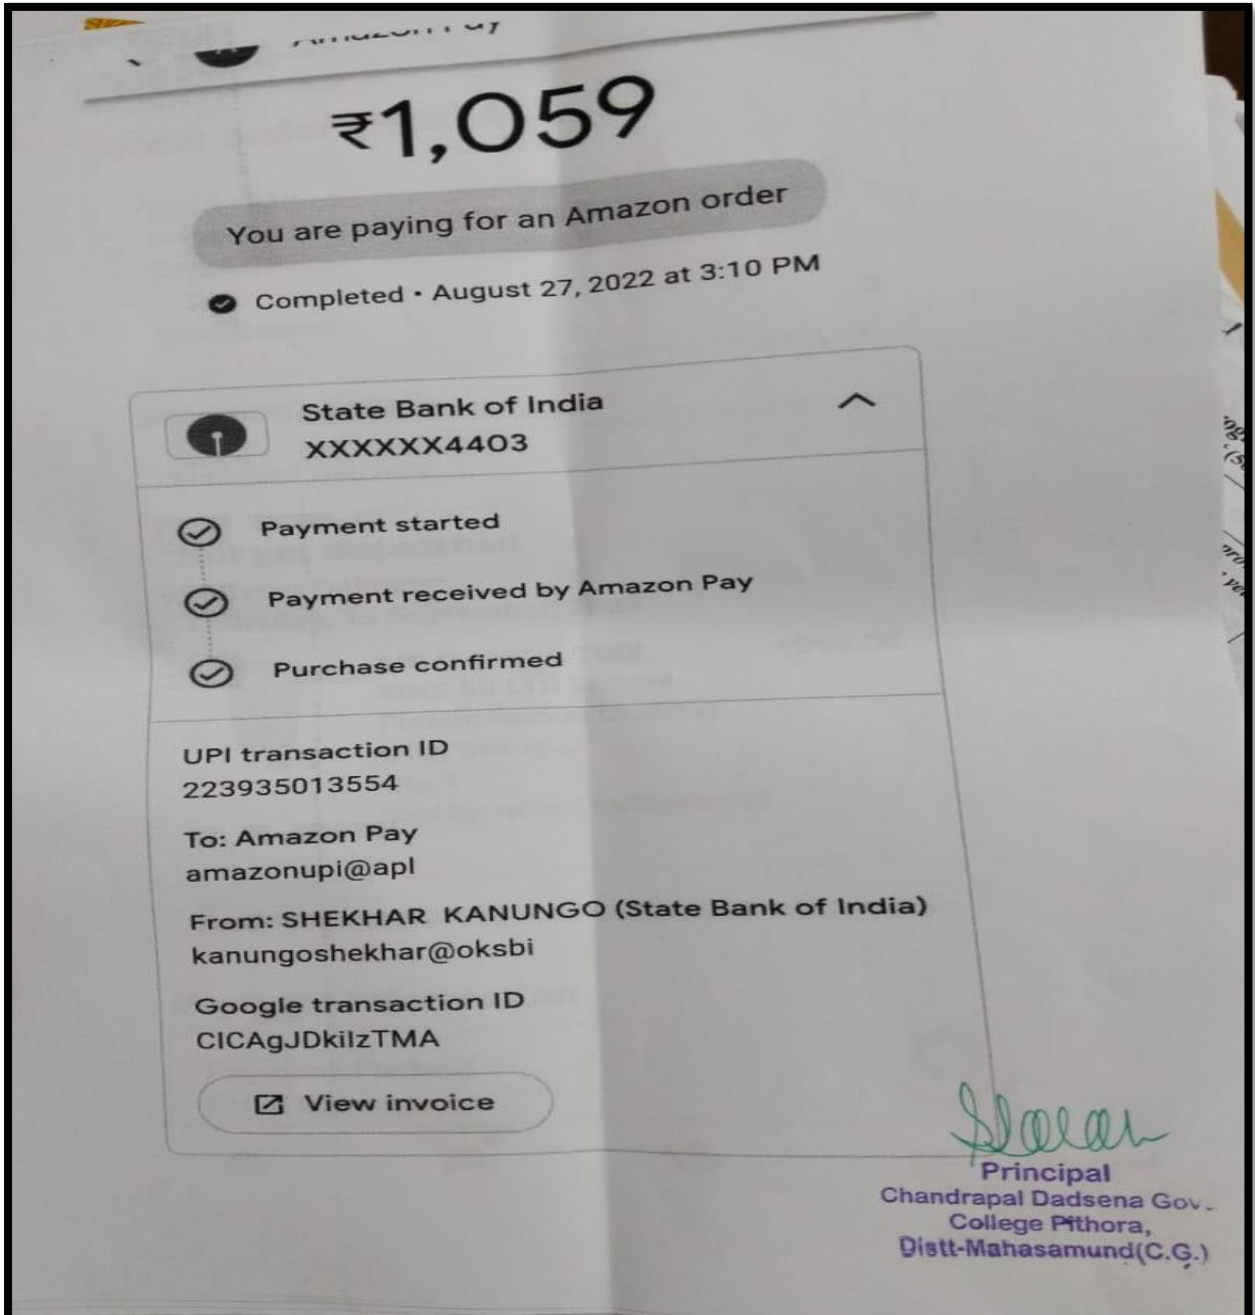 Amazon Pay
₹1,059
You are paying for an Amazon order
Completed • August 27, 2022 at 3:10 PM
State Bank of India
XXXXXX4403
Payment started
Payment received by Amazon Pay
Purchase confirmed
UPI transaction ID
223935013554
To: Amazon Pay
amazonupi@apl
From: SHEKHAR KANUNGO (State Bank of India)
kanungoshekhar@oksbi
Google transaction ID
CICAgJDkiIzTMA
View invoice
Principal
Chandrapal Dadsena Gov.
College Pithora,
Distt-Mahasamund(C.G.)